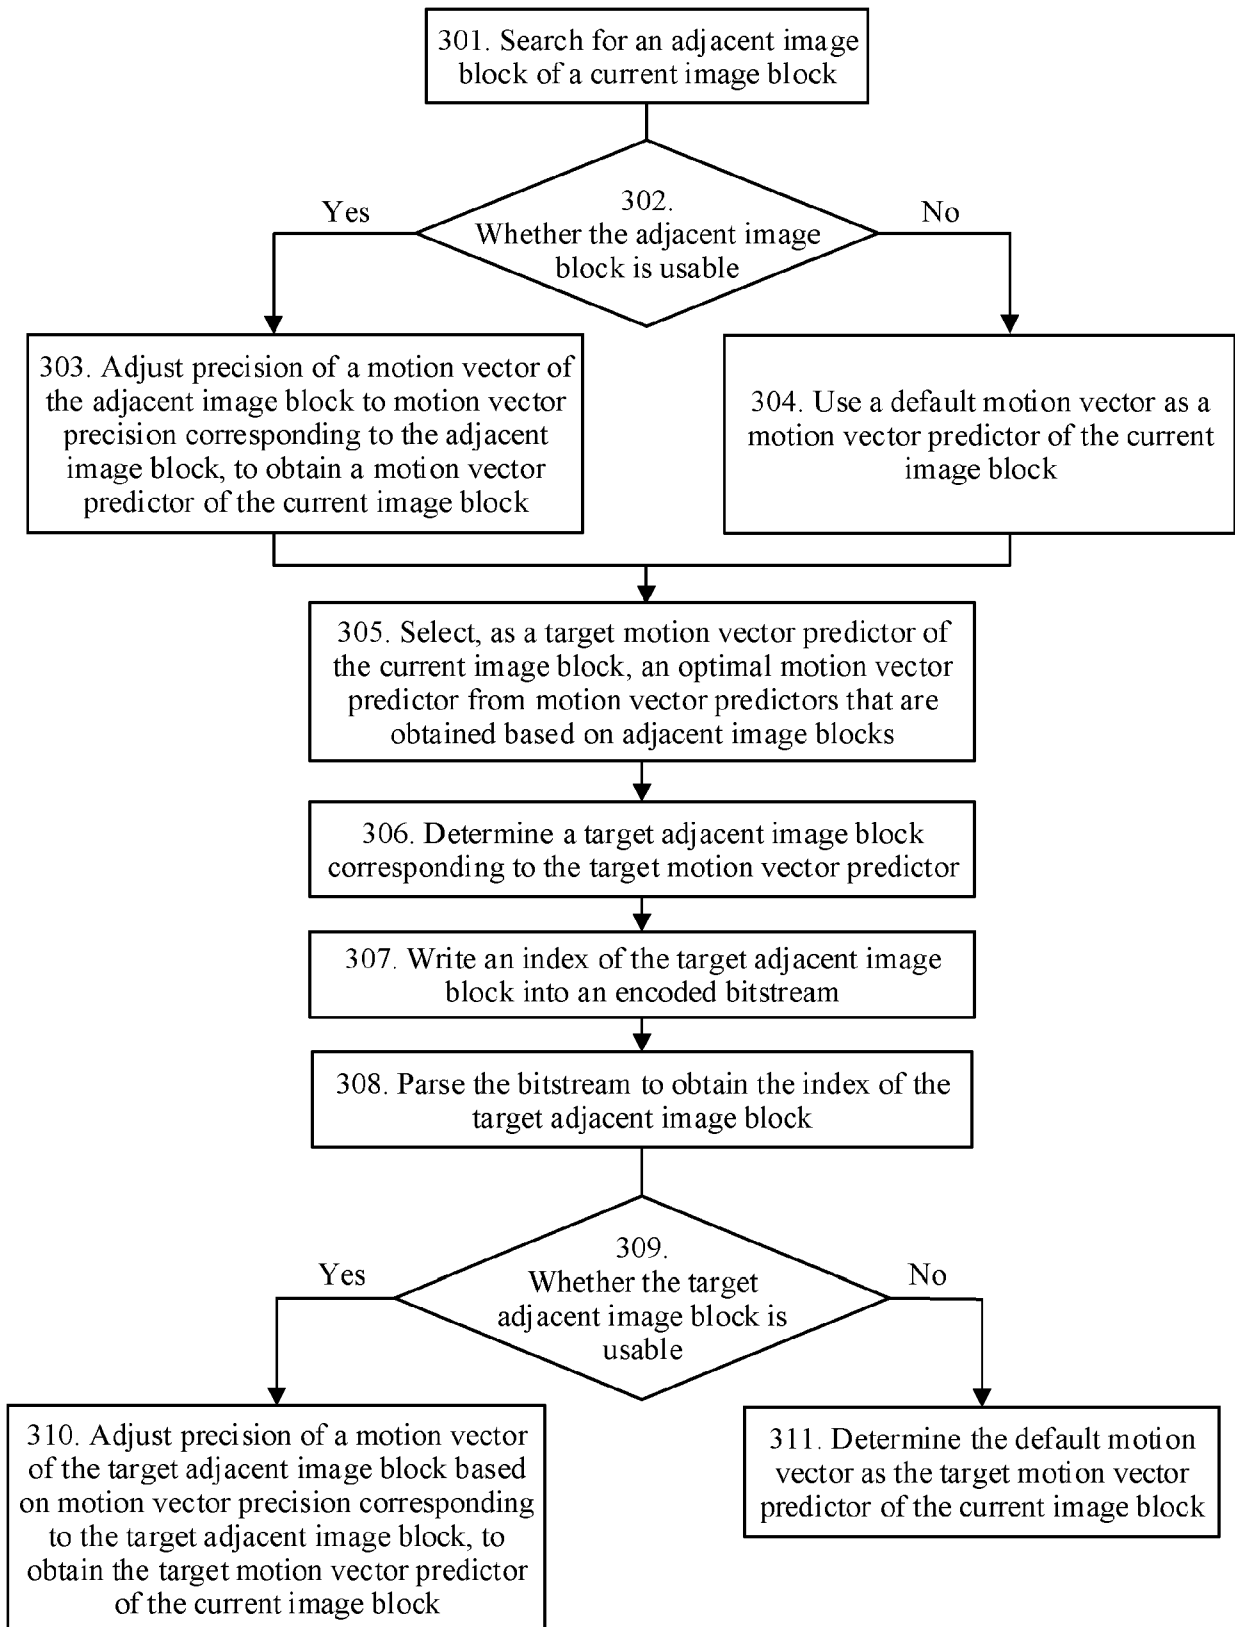 301. Search for an adjacent image
block of a current image block
302.
Whether the adjacent image
block is usable
Yes
No
303. Adjust precision of a motion vector of
the adjacent image block to motion vector
precision corresponding to the adjacent
image block, to obtain a motion vector
predictor of the current image block
304. Use a default motion vector as a
motion vector predictor of the current
image block
305. Select, as a target motion vector predictor of
the current image block, an optimal motion vector
predictor from motion vector predictors that are
obtained based on adjacent image blocks
306. Determine a target adjacent image block
corresponding to the target motion vector predictor
307. Write an index of the target adjacent image
block into an encoded bitstream
308. Parse the bitstream to obtain the index of the
target adjacent image block
309.
Whether the target
adjacent image block is
usable
Yes
No
310. Adjust precision of a motion vector
of the target adjacent image block based
on motion vector precision corresponding
to the target adjacent image block, to
obtain the target motion vector predictor
of the current image block
311. Determine the default motion
vector as the target motion vector
predictor of the current image block